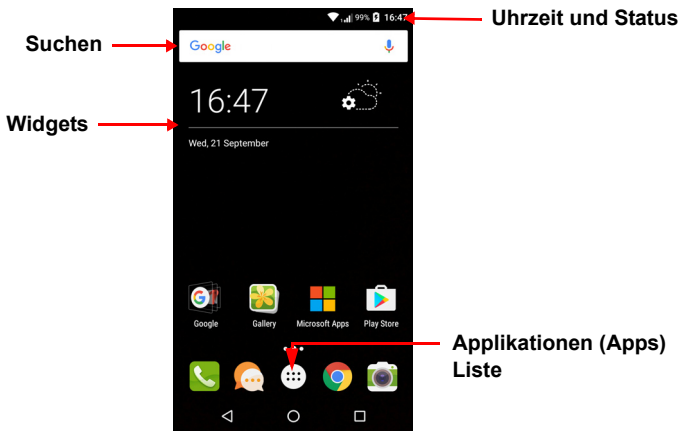 99% 16:47
Uhrzeit und Status
Suchen
Google
16:47
Widgets
Wed, 21 September
Google Gallery Microsoft Apps Play Store
Applikationen (Apps)
Liste